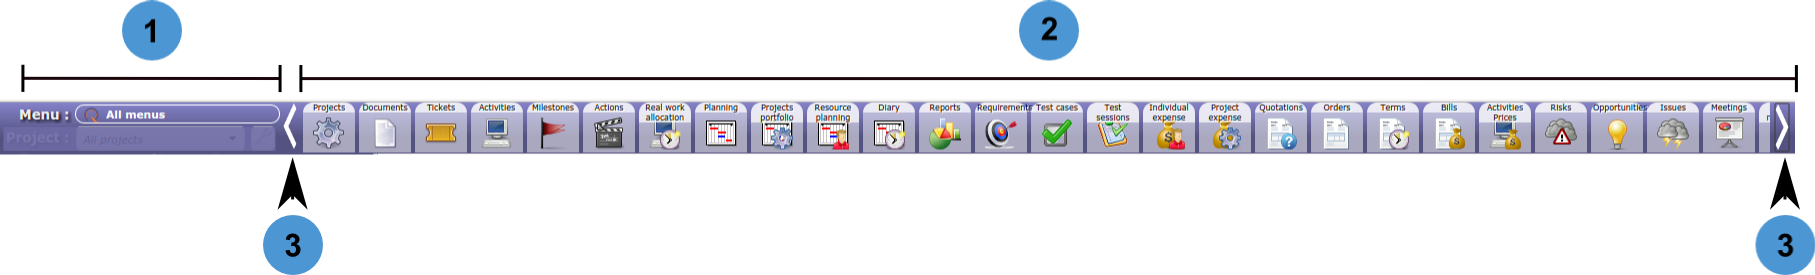 1
2
Menu :
All menus
Project :
All projects
Projects
Documents
Tickets
Activities
Milestones
Actions
Real work
allocation
Planning
Projects
portfolio
Resource
planning
Diary
Reports
Requirements
Test cases
Test
sessions
Individual
expense
Project
expense
Quotations
Orders
Terms
Bills
Activities
Prices
Risks
Opportunities
Issues
Meetings
3
3